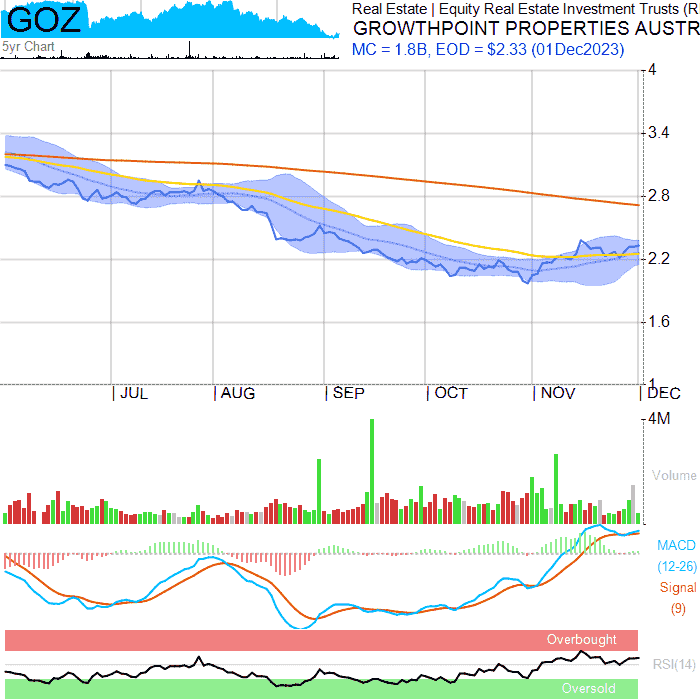 GOZ
5yr Chart
Real Estate | Equity Real Estate Investment Trusts (R
GROWTHPOINT PROPERTIES AUSTR
MC = 1.8B, EOD = $2.33 (01Dec2023)
4
3.4
2.8
2.2
1.6
1
| JUL | AUG | SEP | OCT | NOV | DEC
4M
Volume
MACD
(12-26)
Signal
(9)
Overbought
RSI(14)
Oversold